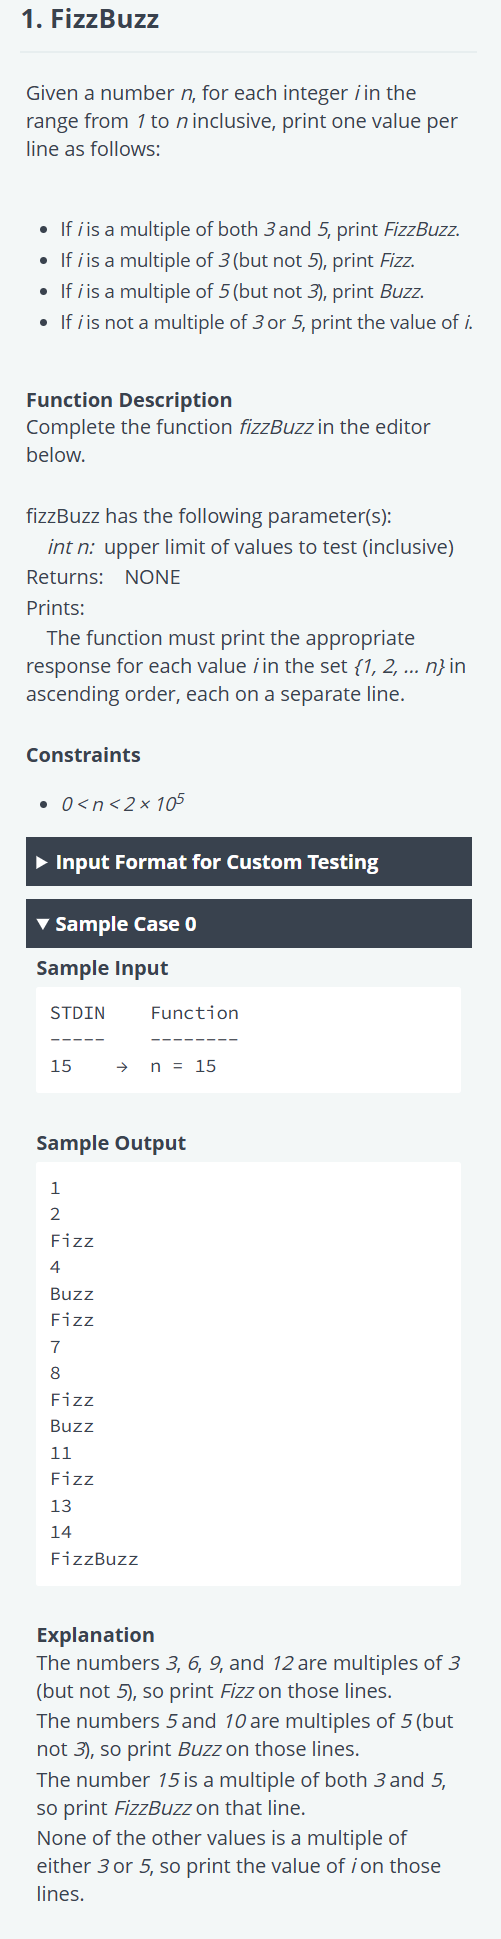 1. FizzBuzz
Given a number n, for each integer i in the
range from 1 to n inclusive, print one value per
line as follows:
• If i is a multiple of both 3 and 5, print FizzBuzz.
• If i is a multiple of 3 (but not 5), print Fizz.
• If i is a multiple of 5 (but not 3), print Buzz.
• If i is not a multiple of 3 or 5, print the value of i.
Function Description
Complete the function fizzBuzz in the editor
below.
fizzBuzz has the following parameter(s):
int n: upper limit of values to test (inclusive)
Returns: NONE
Prints:
The function must print the appropriate
response for each value i in the set {1, 2, ... n} in
ascending order, each on a separate line.
Constraints
• 0 < n < 2 × 10⁵
▶ Input Format for Custom Testing
▼ Sample Case 0
Sample Input
STDIN Function
----- --------
15 → n = 15
Sample Output
1
2
Fizz
4
Buzz
Fizz
7
8
Fizz
Buzz
11
Fizz
13
14
FizzBuzz
Explanation
The numbers 3, 6, 9, and 12 are multiples of 3
(but not 5), so print Fizz on those lines.
The numbers 5 and 10 are multiples of 5 (but
not 3), so print Buzz on those lines.
The number 15 is a multiple of both 3 and 5,
so print FizzBuzz on that line.
None of the other values is a multiple of
either 3 or 5, so print the value of i on those
lines.